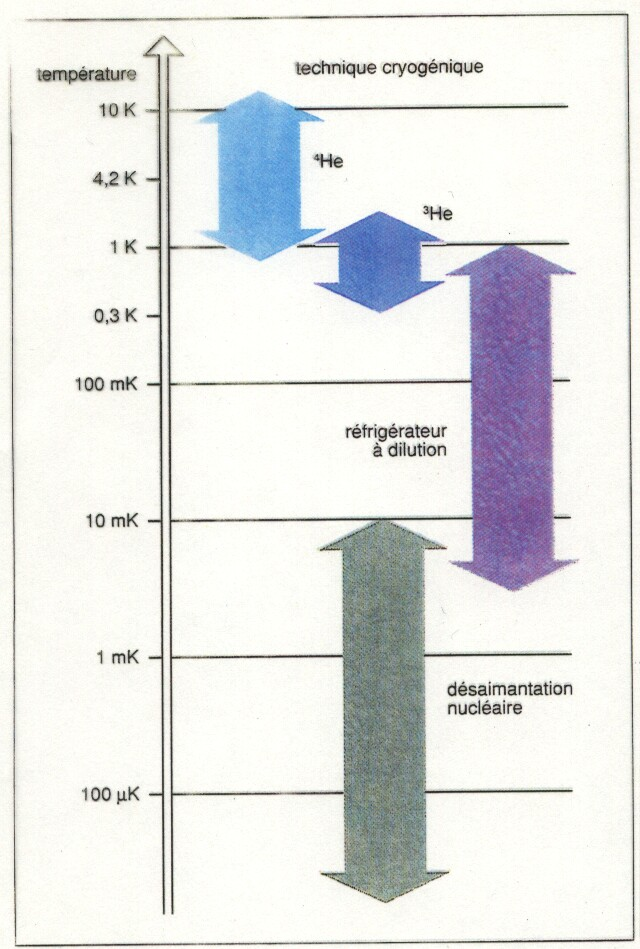 température
technique cryogénique
10 K
⁴He
4,2 K
³He
1 K
0,3 K
100 mK
réfrigérateur
à dilution
10 mK
1 mK
désaimantation
nucléaire
100 µK